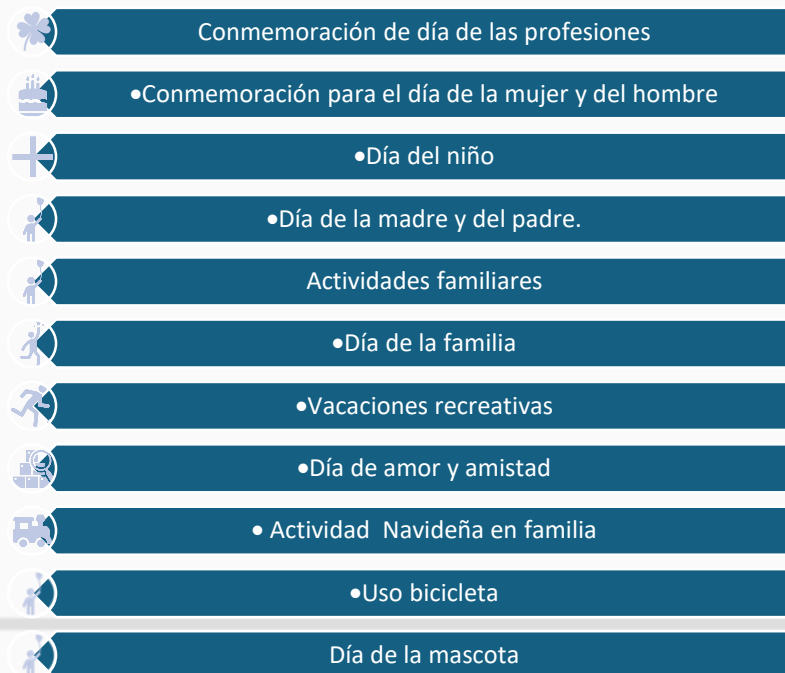 Conmemoración de día de las profesiones
•Conmemoración para el día de la mujer y del hombre
•Día del niño
•Día de la madre y del padre.
Actividades familiares
•Día de la familia
•Vacaciones recreativas
•Día de amor y amistad
• Actividad  Navideña en familia
•Uso bicicleta
Día de la mascota